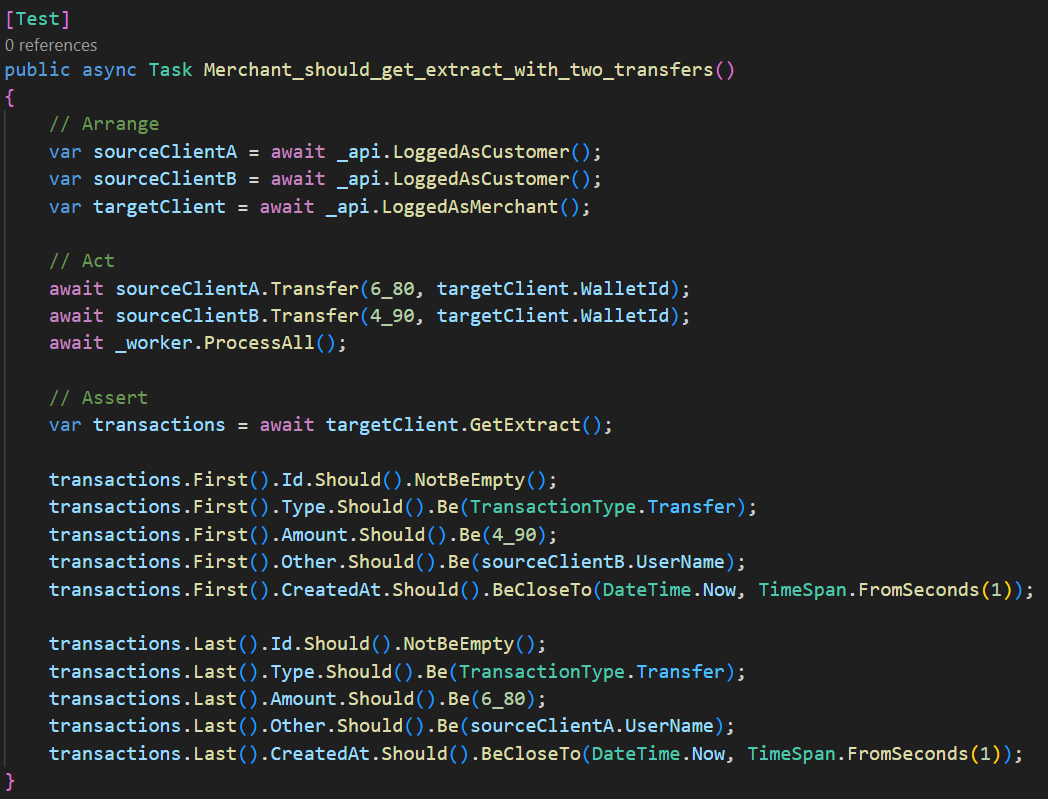 [Test]
0 references
public async Task Merchant_should_get_extract_with_two_transfers()
{
    // Arrange
    var sourceClientA = await _api.LoggedAsCustomer();
    var sourceClientB = await _api.LoggedAsCustomer();
    var targetClient = await _api.LoggedAsMerchant();

    // Act
    await sourceClientA.Transfer(6_80, targetClient.WalletId);
    await sourceClientB.Transfer(4_90, targetClient.WalletId);
    await _worker.ProcessAll();

    // Assert
    var transactions = await targetClient.GetExtract();

    transactions.First().Id.Should().NotBeEmpty();
    transactions.First().Type.Should().Be(TransactionType.Transfer);
    transactions.First().Amount.Should().Be(4_90);
    transactions.First().Other.Should().Be(sourceClientB.UserName);
    transactions.First().CreatedAt.Should().BeCloseTo(DateTime.Now, TimeSpan.FromSeconds(1));

    transactions.Last().Id.Should().NotBeEmpty();
    transactions.Last().Type.Should().Be(TransactionType.Transfer);
    transactions.Last().Amount.Should().Be(6_80);
    transactions.Last().Other.Should().Be(sourceClientA.UserName);
    transactions.Last().CreatedAt.Should().BeCloseTo(DateTime.Now, TimeSpan.FromSeconds(1));
}